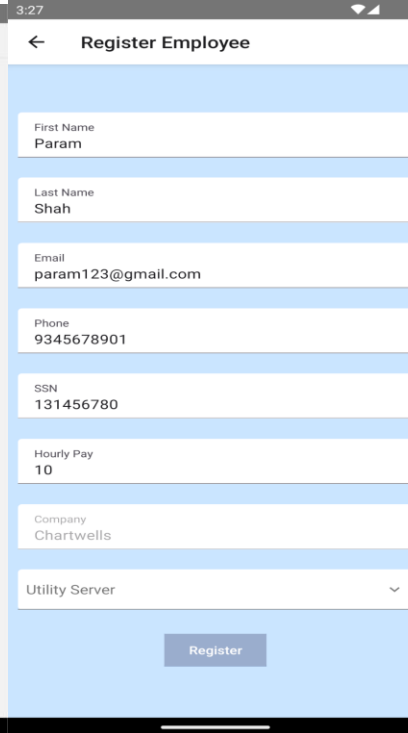 3:27
Register Employee
First Name
Param
Last Name
Shah
Email
param123@gmail.com
Phone
9345678901
SSN
131456780
Hourly Pay
10
Company
Chartwells
Utility Server
Register